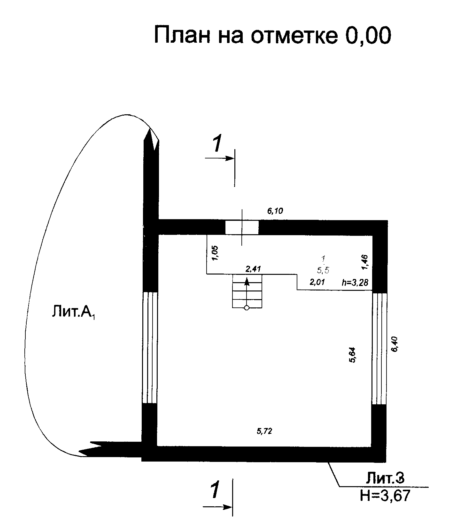 План на отметке 0,00
1
6,10
1,05
1
5,5
1,46
2,41
2,01
h=3,28
Лит.А₁
5,64
6,40
5,72
1
Лит.3
Н=3,67